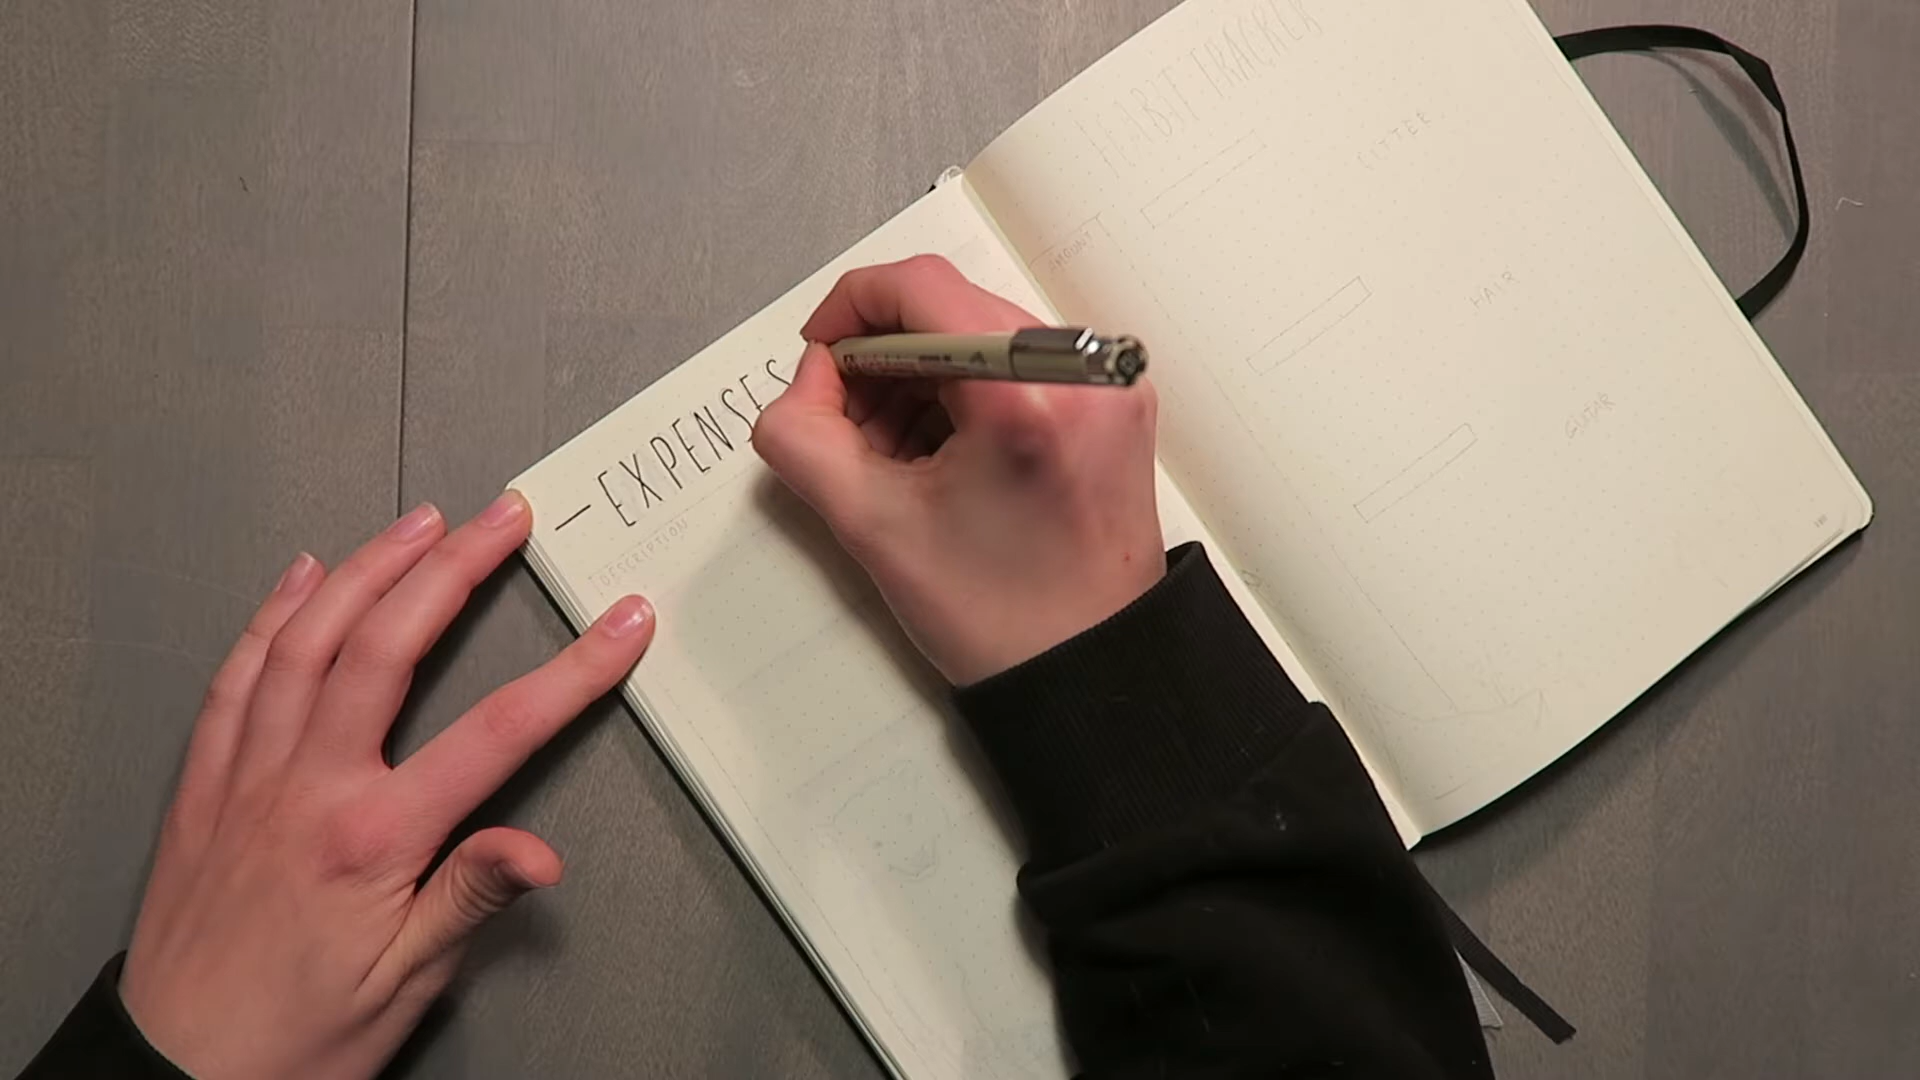 — EXPENSES
DESCRIPTION
AMOUNT
HABIT TRACKER
LITTER
HAIR
GUITAR